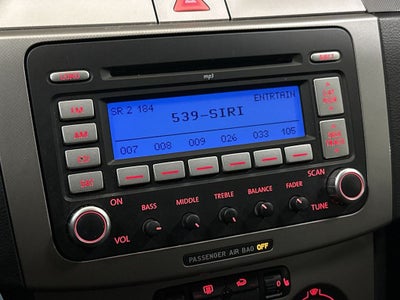 mp3
SR 2 184 ENTRTAIN
539-SIRI
007 008 009 026 033 105
ON BASS MIDDLE TREBLE BALANCE FADER SCAN
VOL TUNE
PASSENGER AIR BAG OFF